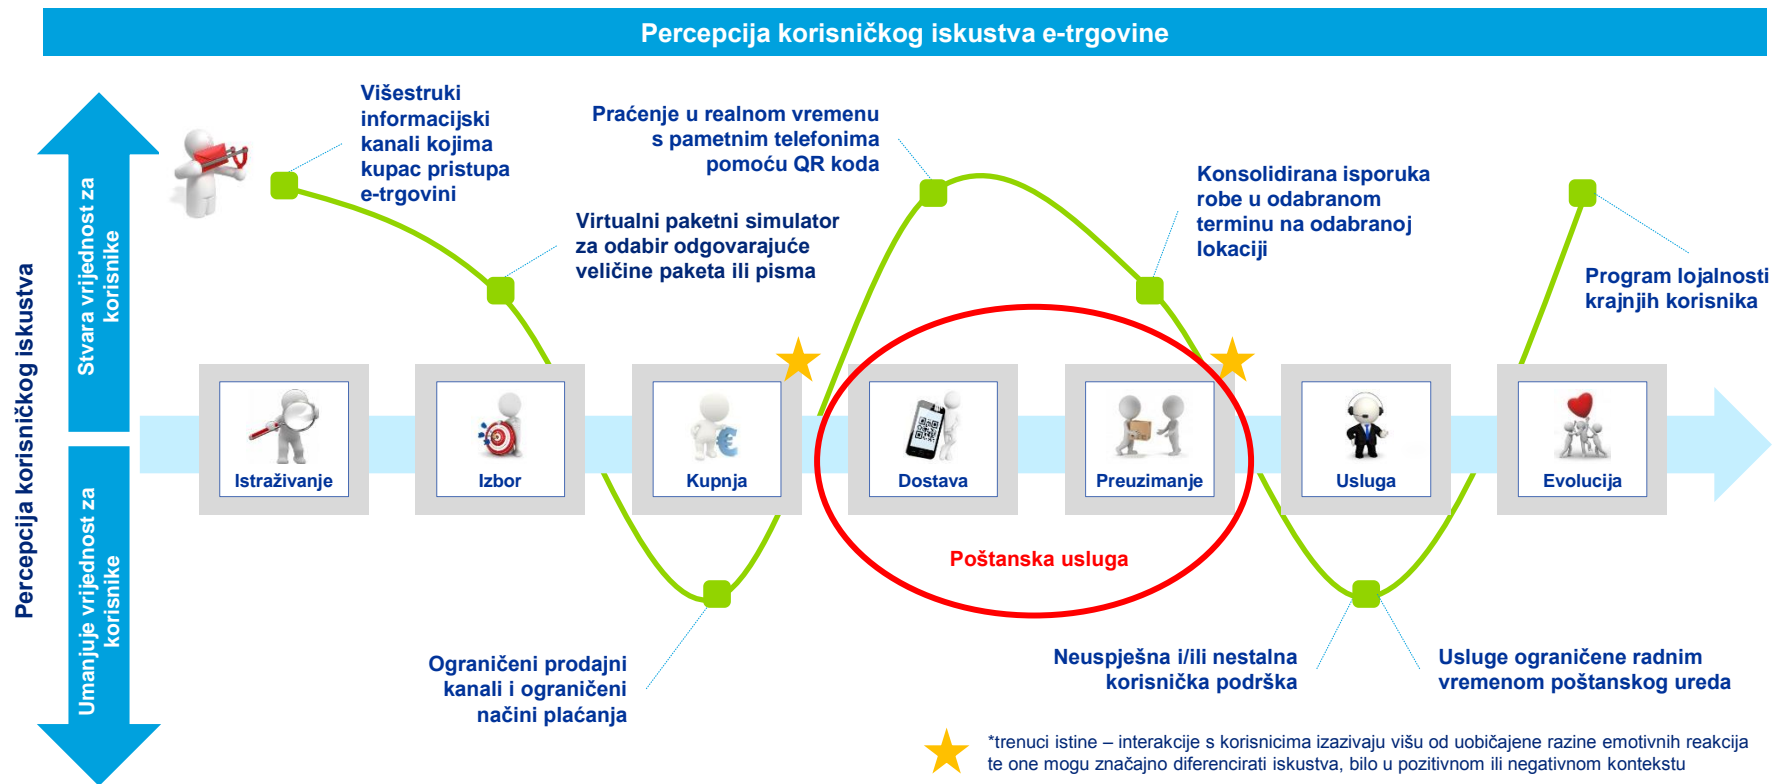 Percepcija korisničkog iskustva e-trgovine
Percepcija korisničkog iskustva
Stvara vrijednost za
korisnike
Umanjuje vrijednost za
korisnike
Višestruki
informacijski
kanali kojima
kupac pristupa
e-trgovini
Virtualni paketni simulator
za odabir odgovarajuće
veličine paketa ili pisma
Praćenje u realnom vremenu
s pametnim telefonima
pomoću QR koda
Konsolidirana isporuka
robe u odabranom
terminu na odabranoj
lokaciji
Program lojalnosti
krajnjih korisnika
Istraživanje
Izbor
Kupnja
Dostava
Preuzimanje
Usluga
Evolucija
Poštanska usluga
Ograničeni prodajni
kanali i ograničeni
načini plaćanja
Neuspješna i/ili nestalna
korisnička podrška
Usluge ograničene radnim
vremenom poštanskog ureda
*trenuci istine – interakcije s korisnicima izazivaju višu od uobičajene razine emotivnih reakcija
te one mogu značajno diferencirati iskustva, bilo u pozitivnom ili negativnom kontekstu